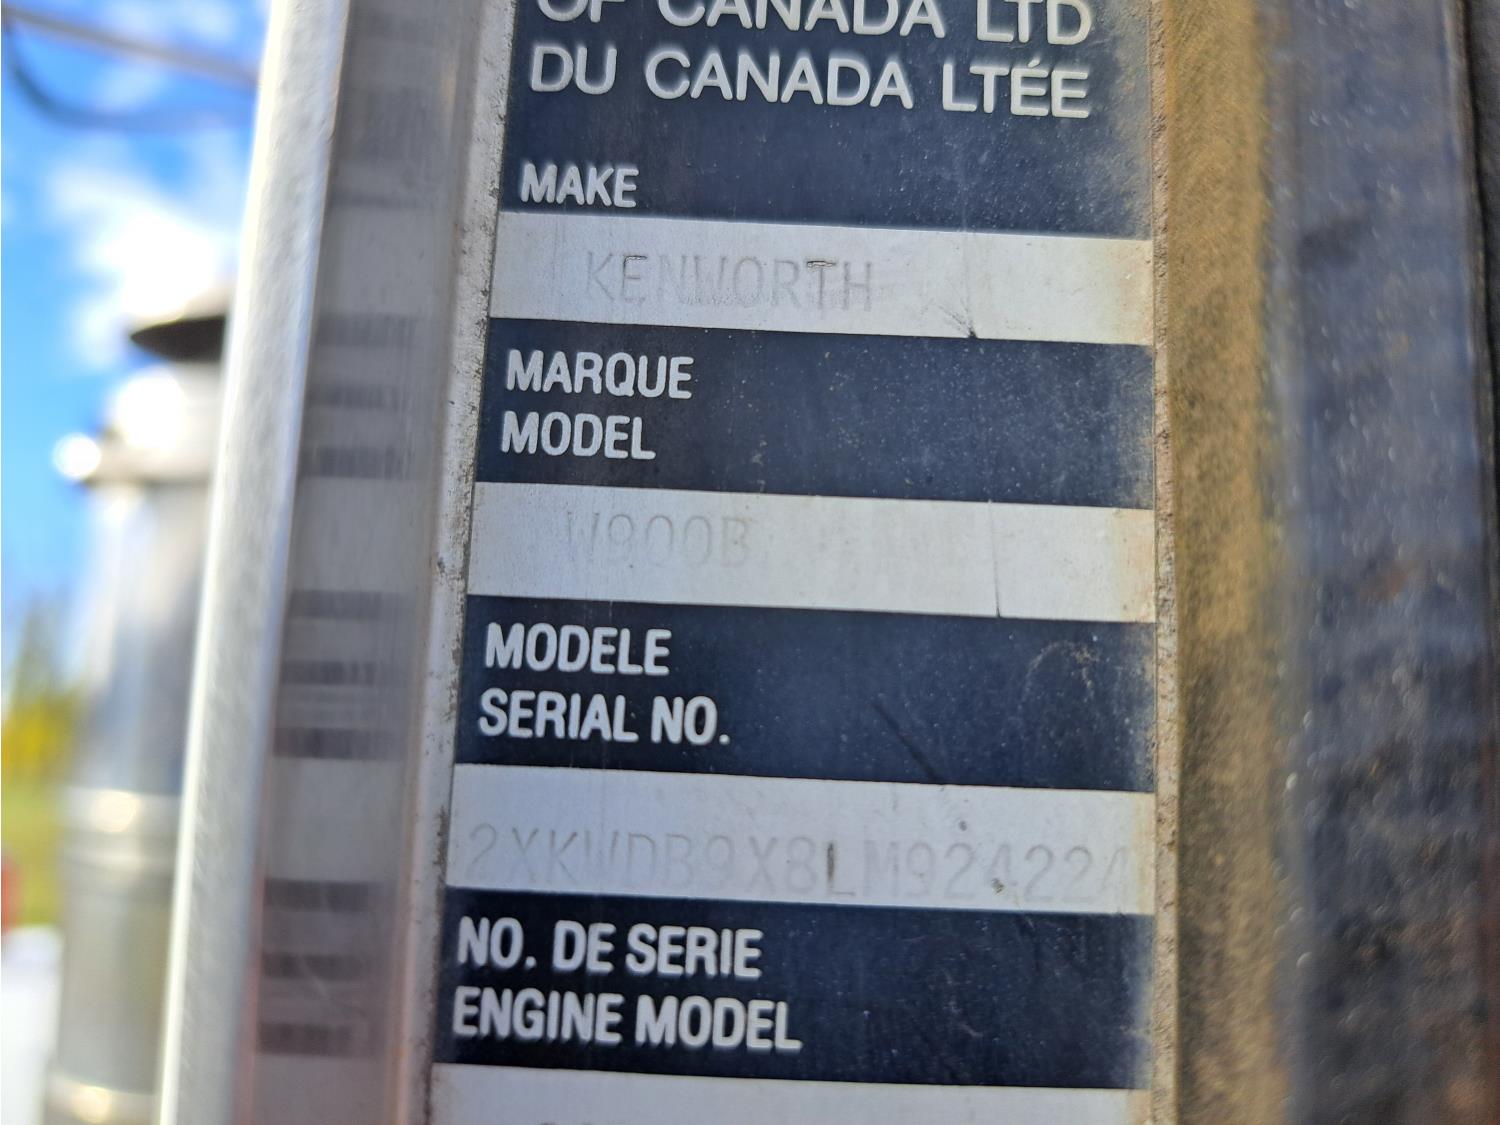 OF CANADA LTD
DU CANADA LTÉE
MAKE
KENWORTH
MARQUE
MODEL
W900B
MODELE
SERIAL NO.
2XKWDB9X8LM924224
NO. DE SERIE
ENGINE MODEL